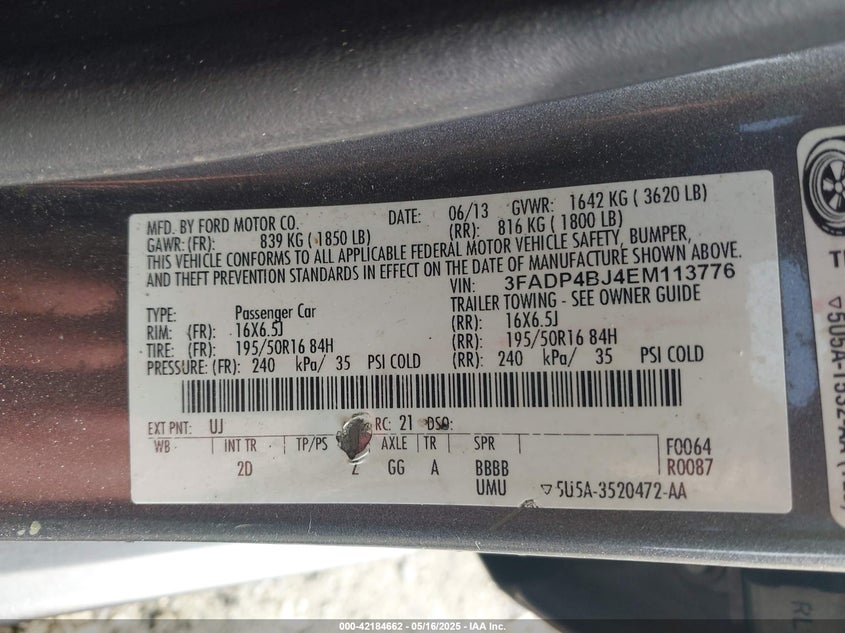 MFD. BY FORD MOTOR CO. DATE: 06/13 GVWR: 1642 KG ( 3620 LB)
GAWR: (FR): 839 KG ( 1850 LB) (RR): 816 KG ( 1800 LB)
THIS VEHICLE CONFORMS TO ALL APPLICABLE FEDERAL MOTOR VEHICLE SAFETY, BUMPER,
AND THEFT PREVENTION STANDARDS IN EFFECT ON THE DATE OF MANUFACTURE SHOWN ABOVE.
VIN: 3FADP4BJ4EM113776
TYPE: Passenger Car TRAILER TOWING - SEE OWNER GUIDE
RIM: (FR): 16X6.5J (RR): 16X6.5J
TIRE: (FR): 195/50R16 84H (RR): 195/50R16 84H
PRESSURE: (FR): 240 kPa/ 35 PSI COLD (RR): 240 kPa/ 35 PSI COLD
EXT PNT: UJ RC: 21 DSO:
WB INT TR TP/PS AXLE TR SPR F0064
2D GG A BBBB R0087
UMU ▽5U5A-3520472-AA
000-42184662 - 05/16/2025 - IAA Inc.